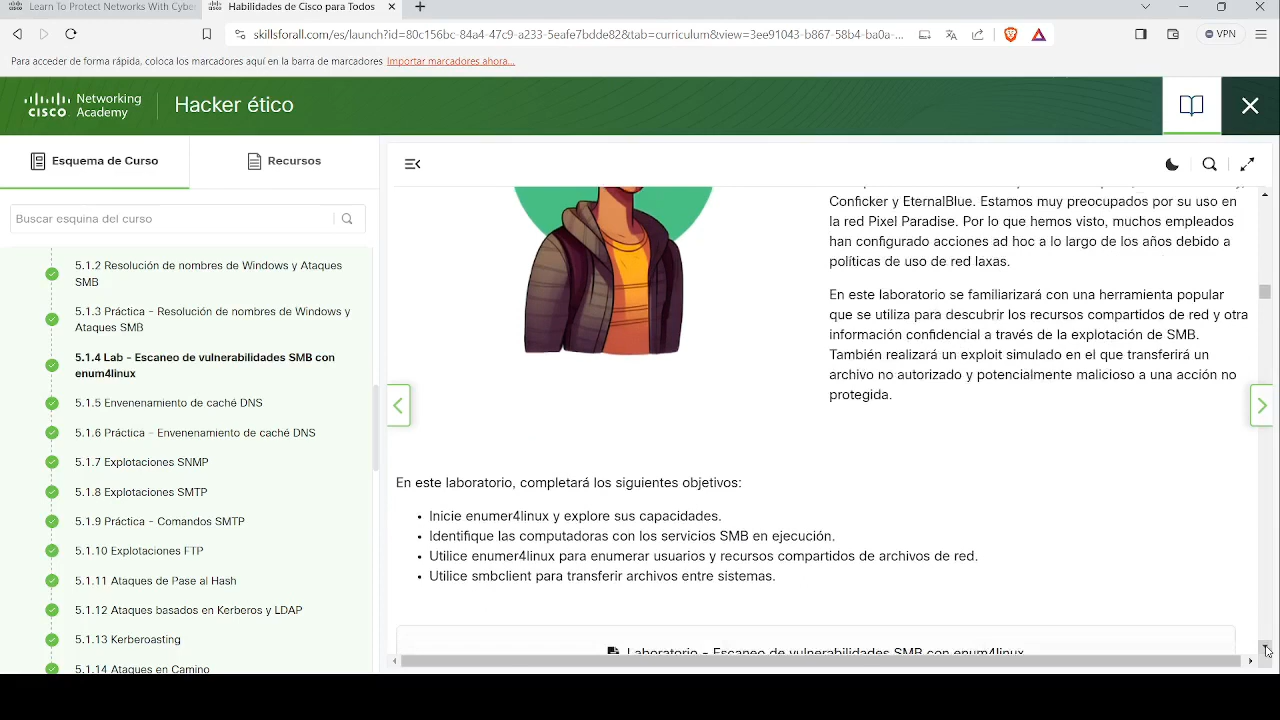 Learn To Protect Networks With Cybe
Habilidades de Cisco para Todos
skillsforall.com/es/launch?id=80c156bc-84a4-47c9-a233-5eafe7bdde82&tab=curriculum&view=3ee91043-b867-58b4-ba0a-...
VPN
Para acceder de forma rápida, coloca los marcadores aquí en la barra de marcadores Importar marcadores ahora...
CISCO Networking Academy
Hacker ético
Esquema de Curso
Recursos
Buscar esquina del curso
5.1.2 Resolución de nombres de Windows y Ataques
SMB
5.1.3 Práctica - Resolución de nombres de Windows y
Ataques SMB
5.1.4 Lab - Escaneo de vulnerabilidades SMB con
enum4linux
5.1.5 Envenenamiento de caché DNS
5.1.6 Práctica - Envenenamiento de caché DNS
5.1.7 Explotaciones SNMP
5.1.8 Explotaciones SMTP
5.1.9 Práctica - Comandos SMTP
5.1.10 Explotaciones FTP
5.1.11 Ataques de Pase al Hash
5.1.12 Ataques basados en Kerberos y LDAP
5.1.13 Kerberoasting
5.1.14 Ataques en Camino
Conficker y EternalBlue. Estamos muy preocupados por su uso en
la red Pixel Paradise. Por lo que hemos visto, muchos empleados
han configurado acciones ad hoc a lo largo de los años debido a
políticas de uso de red laxas.
En este laboratorio se familiarizará con una herramienta popular
que se utiliza para descubrir los recursos compartidos de red y otra
información confidencial a través de la explotación de SMB.
También realizará un exploit simulado en el que transferirá un
archivo no autorizado y potencialmente malicioso a una acción no
protegida.
En este laboratorio, completará los siguientes objetivos:
• Inicie enumer4linux y explore sus capacidades.
• Identifique las computadoras con los servicios SMB en ejecución.
• Utilice enumer4linux para enumerar usuarios y recursos compartidos de archivos de red.
• Utilice smbclient para transferir archivos entre sistemas.
Laboratorio - Escaneo de vulnerabilidades SMB con enum4linux